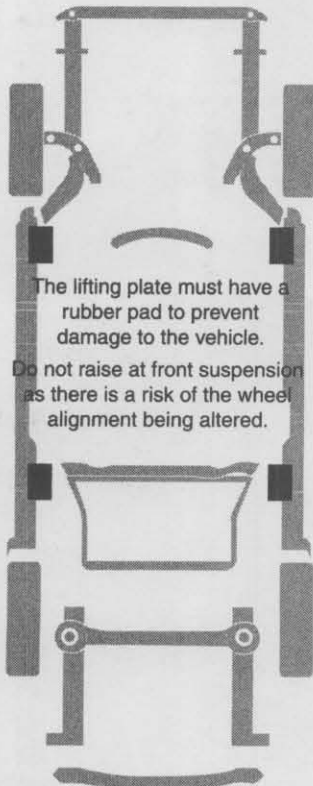 The lifting plate must have a
rubber pad to prevent
damage to the vehicle.
Do not raise at front suspension
as there is a risk of the wheel
alignment being altered.